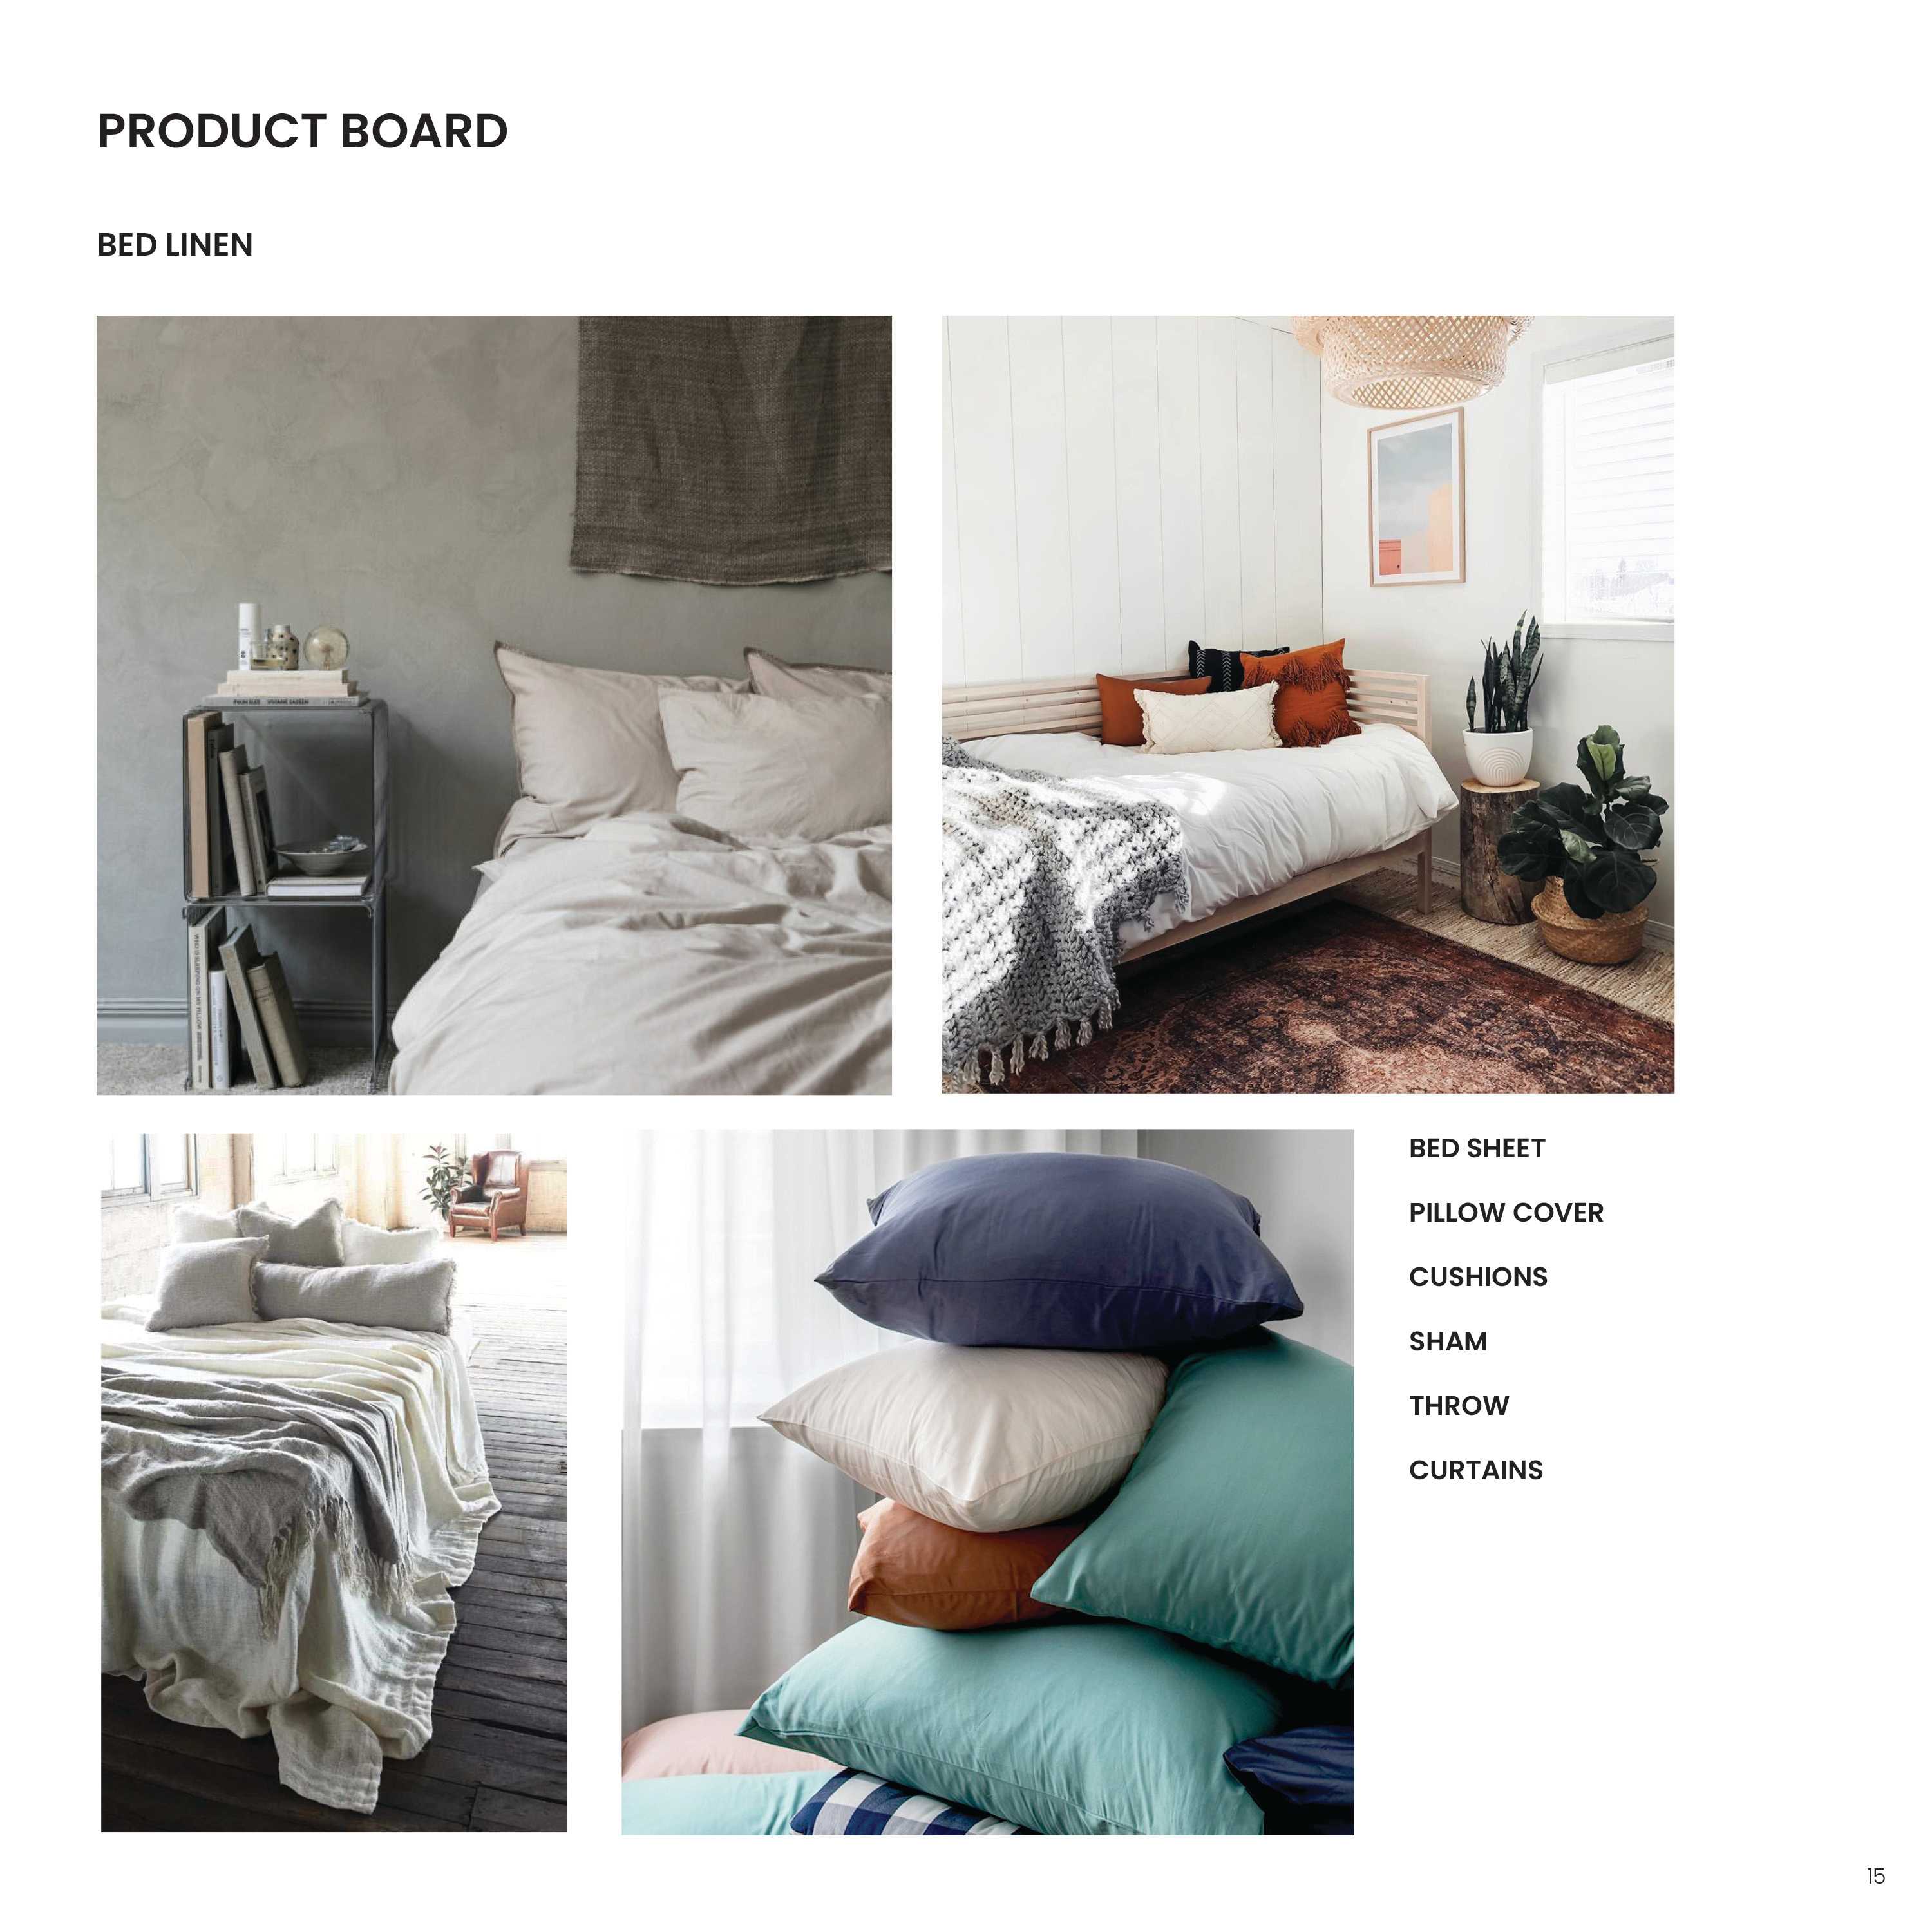 PRODUCT BOARD
BED LINEN
BED SHEET
PILLOW COVER
CUSHIONS
SHAM
THROW
CURTAINS
15